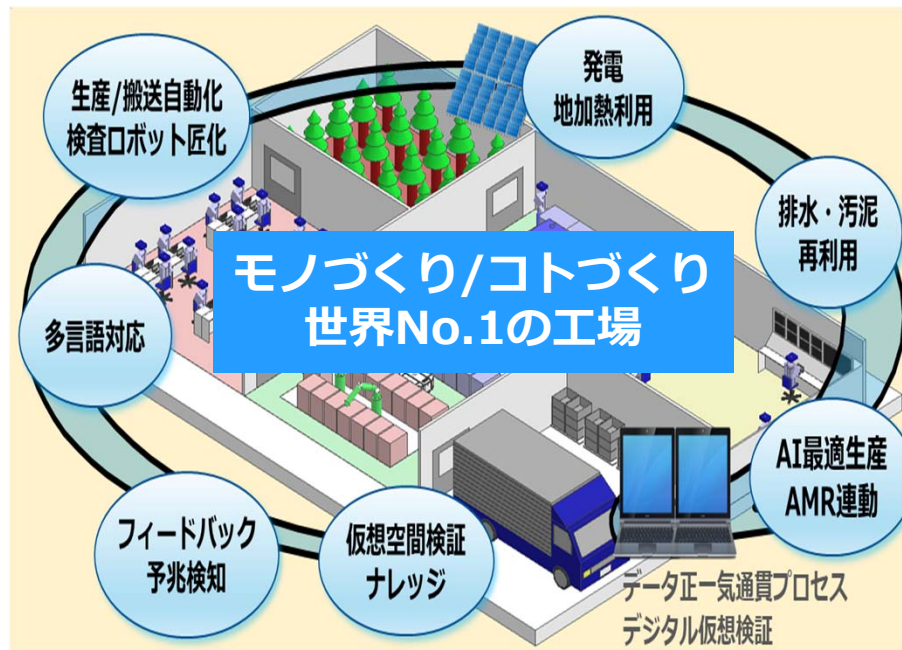 生産/搬送自動化
検査ロボット匠化
発電
地加熱利用
排水・汚泥
再利用
モノづくり/コトづくり
世界No.1の工場
多言語対応
AI最適生産
AMR連動
フィードバック
予兆検知
仮想空間検証
ナレッジ
データ正一気通貫プロセス
デジタル仮想検証